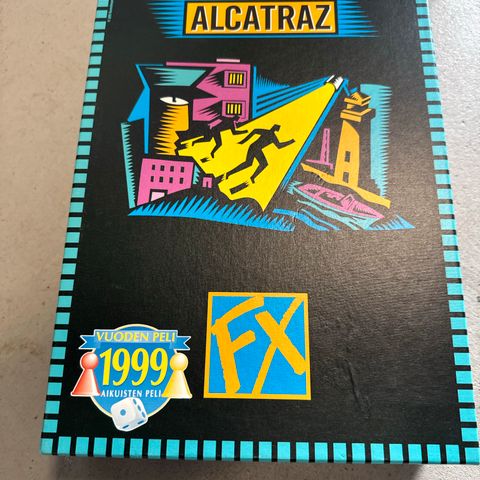 ALCATRAZ
FX
VUODEN PELI
1999
AIKUISTEN PELI